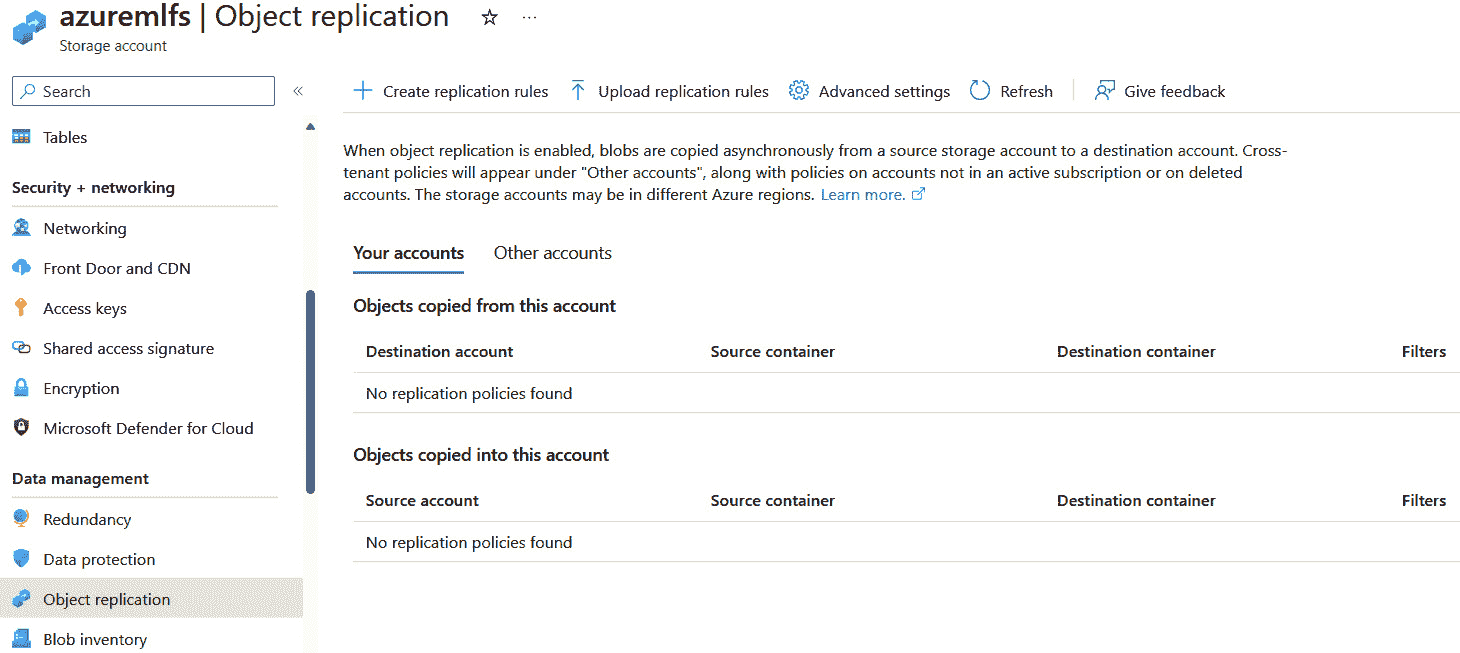 azuremlfs | Object replication
Storage account
Search
Tables
Security + networking
Networking
Front Door and CDN
Access keys
Shared access signature
Encryption
Microsoft Defender for Cloud
Data management
Redundancy
Data protection
Object replication
Blob inventory
Create replication rules
Upload replication rules
Advanced settings
Refresh
Give feedback
When object replication is enabled, blobs are copied asynchronously from a source storage account to a destination account. Cross-
tenant policies will appear under "Other accounts", along with policies on accounts not in an active subscription or on deleted
accounts. The storage accounts may be in different Azure regions. Learn more.
Your accounts
Other accounts
Objects copied from this account
Destination account Source container Destination container Filters
No replication policies found
Objects copied into this account
Source account Source container Destination container Filters
No replication policies found